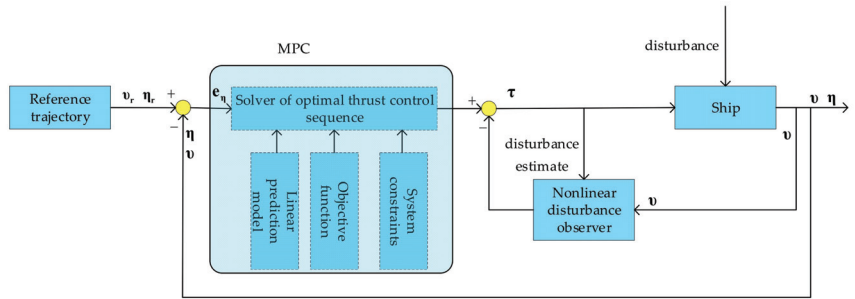 MPC
disturbance
Reference
trajectory
υr ηr
+
−
eη
Solver of optimal thrust control
sequence
+
−
τ
Ship
υ η
υ
η
υ
disturbance
estimate
Linear
prediction
model
Objective
function
System
constraints
Nonlinear
disturbance
observer
υ